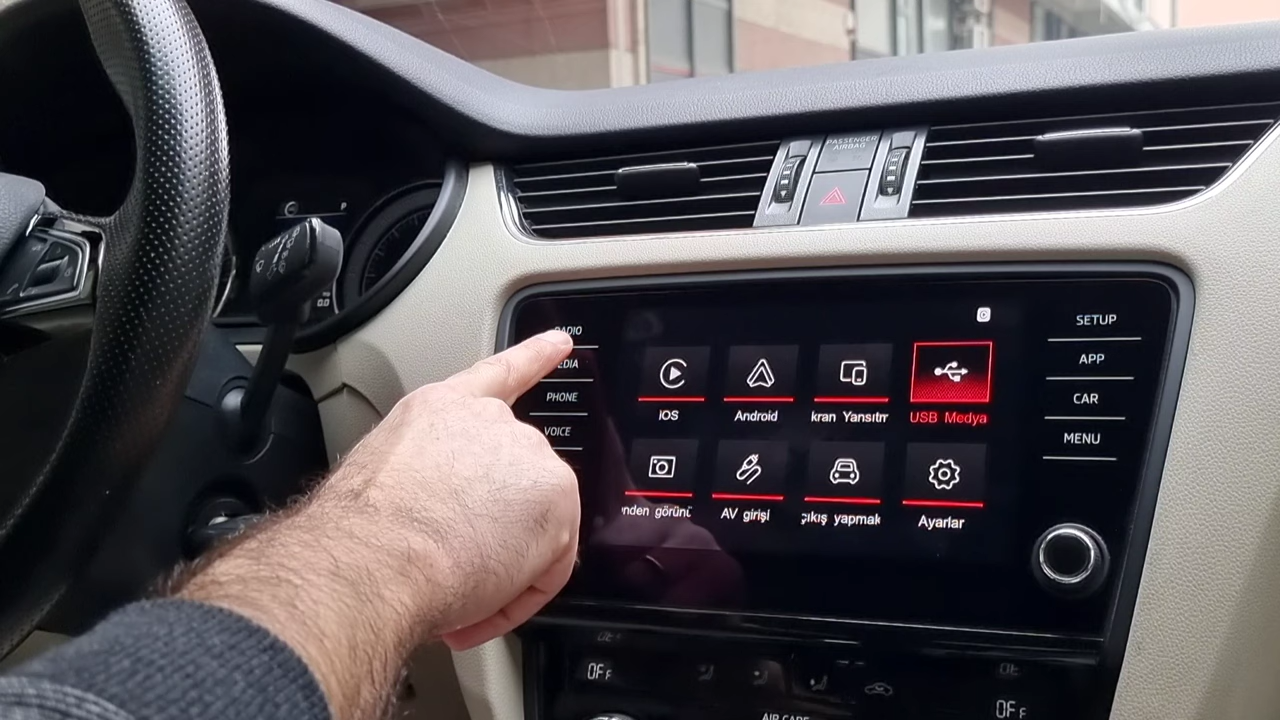 PASSENGER
AIRBAG
P
RADIO
EDIA
PHONE
VOICE
iOS
Android
kran Yansıtm
USB Medya
nden görünü
AV girişi
çıkış yapmak
Ayarlar
SETUP
APP
CAR
MENU
OFF
OFF
AIR CARE